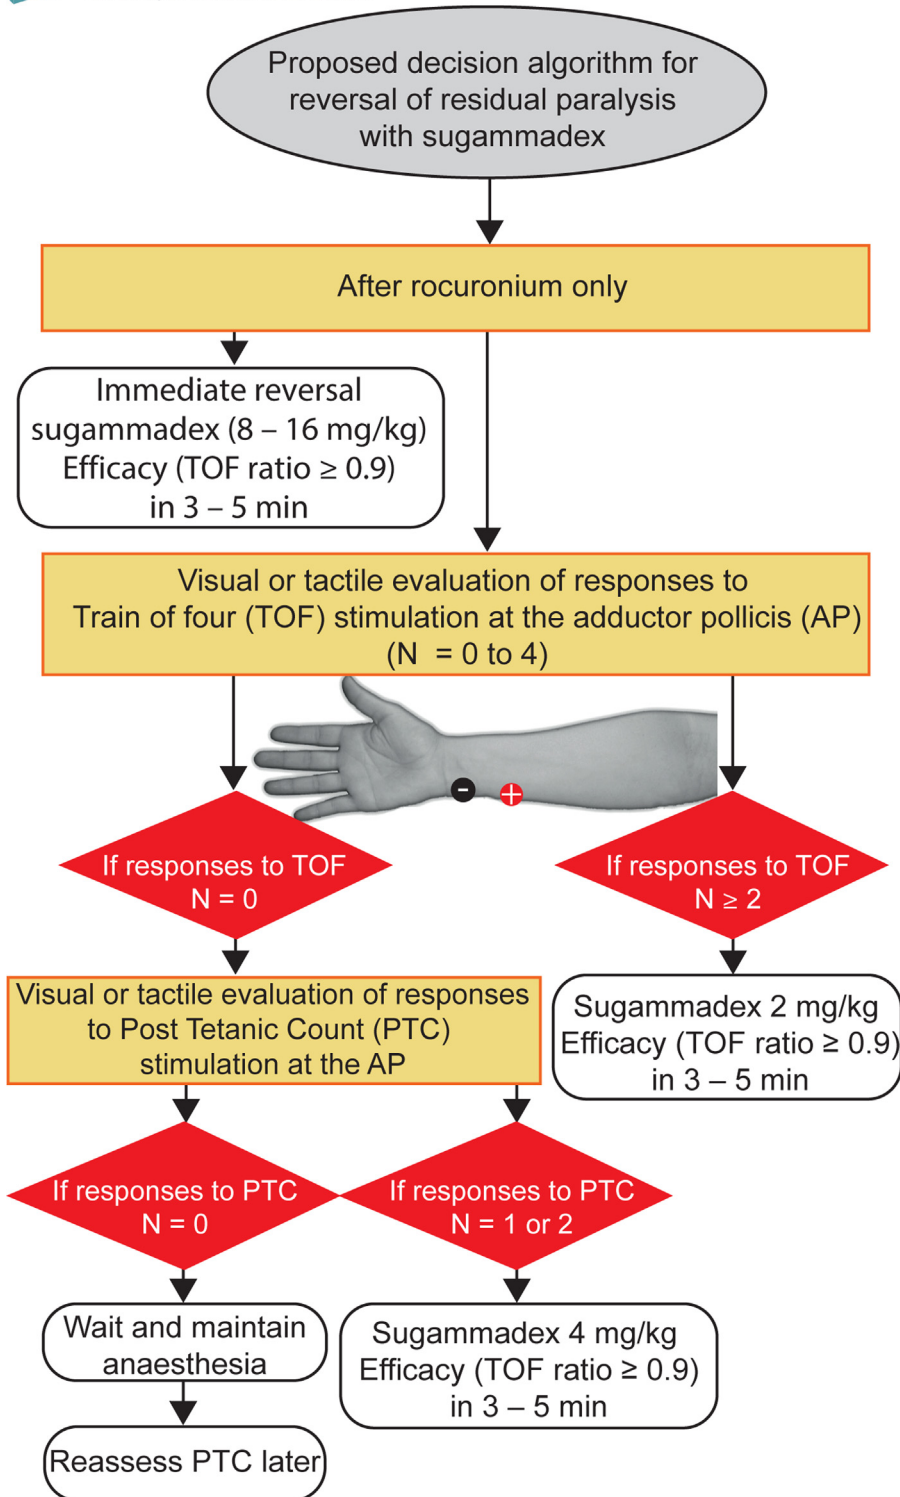 Proposed decision algorithm for
reversal of residual paralysis
with sugammadex
After rocuronium only
Immediate reversal
sugammadex (8 – 16 mg/kg)
Efficacy (TOF ratio ≥ 0.9)
in 3 – 5 min
Visual or tactile evaluation of responses to
Train of four (TOF) stimulation at the adductor pollicis (AP)
(N = 0 to 4)
- +
If responses to TOF
N = 0
If responses to TOF
N ≥ 2
Visual or tactile evaluation of responses
to Post Tetanic Count (PTC)
stimulation at the AP
Sugammadex 2 mg/kg
Efficacy (TOF ratio ≥ 0.9)
in 3 – 5 min
If responses to PTC
N = 0
If responses to PTC
N = 1 or 2
Wait and maintain
anaesthesia
Sugammadex 4 mg/kg
Efficacy (TOF ratio ≥ 0.9)
in 3 – 5 min
Reassess PTC later